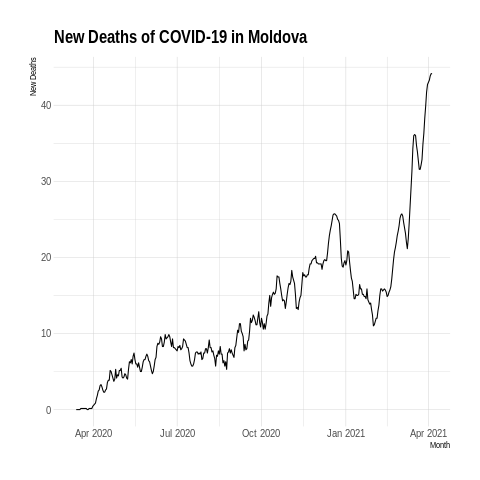 New Deaths of COVID-19 in Moldova
New Deaths
40
30
20
10
0
Apr 2020 Jul 2020 Oct 2020 Jan 2021 Apr 2021
Month